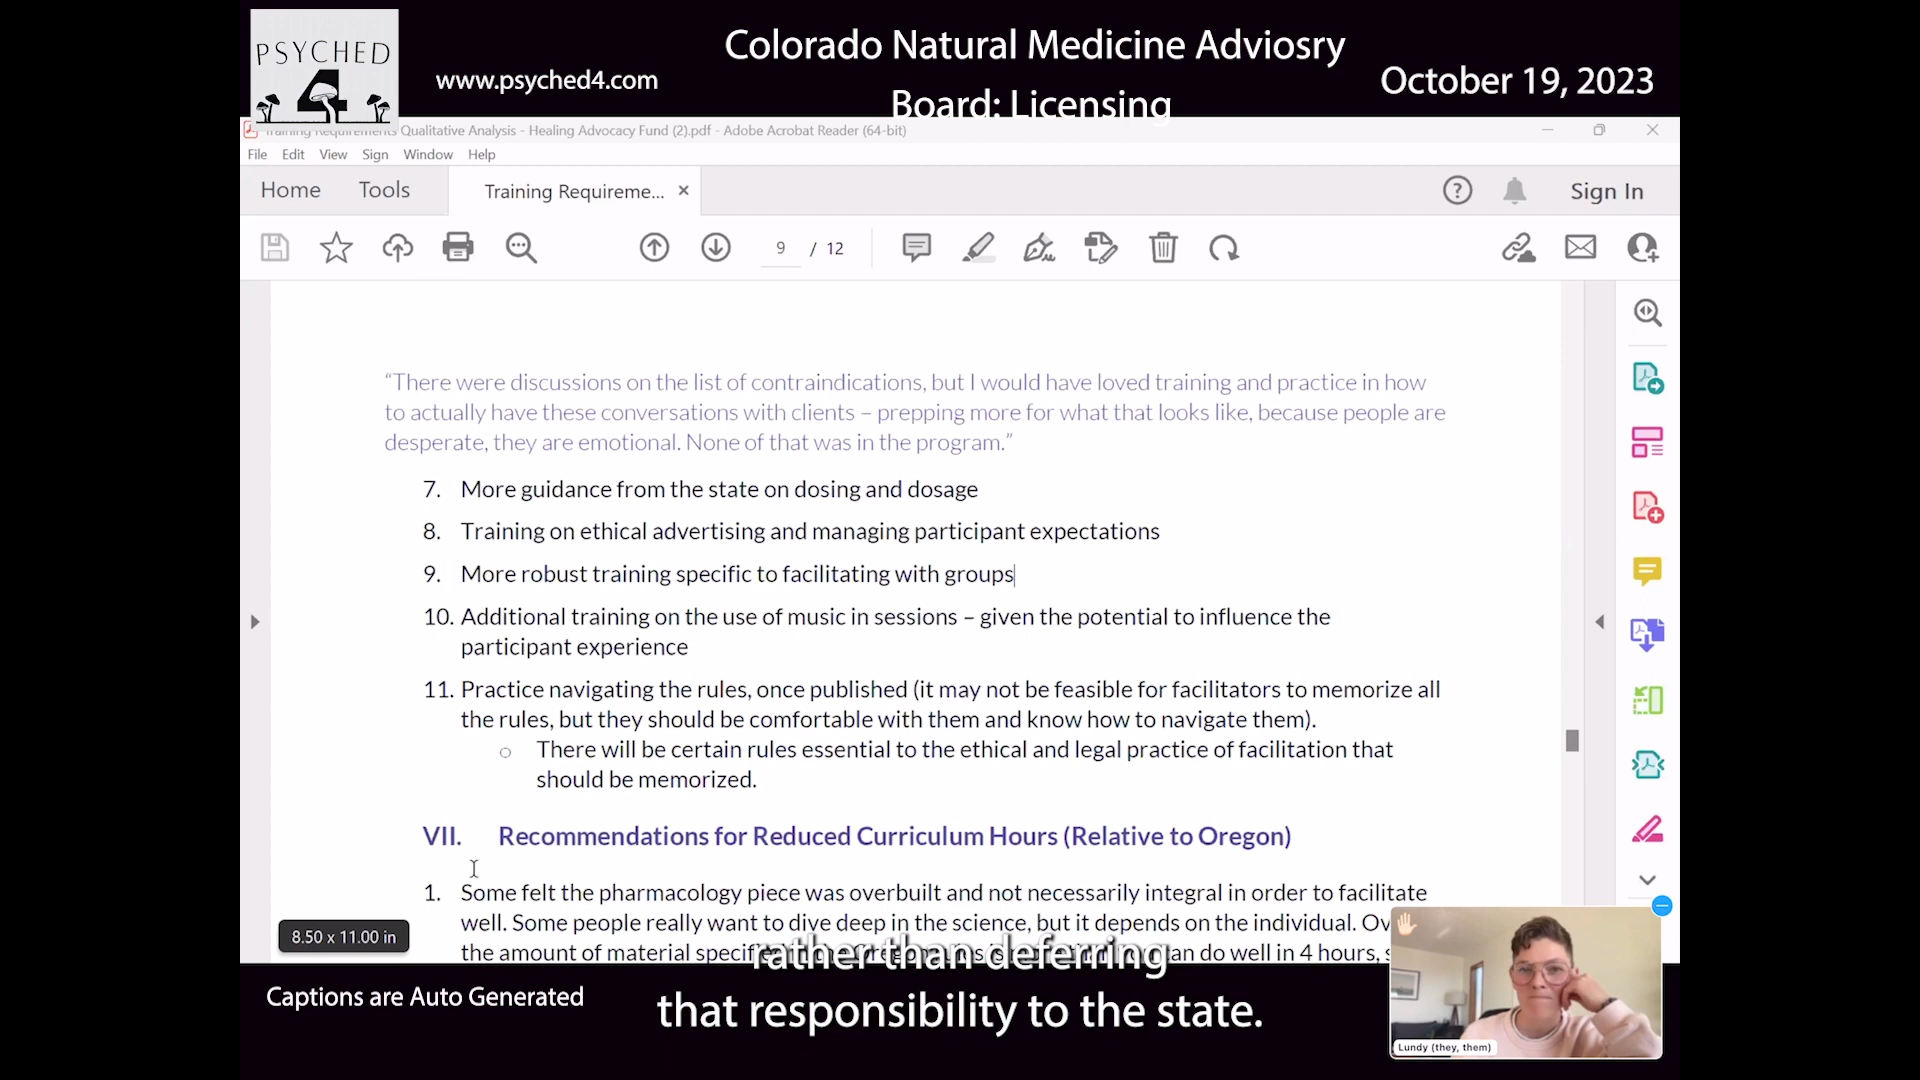 PSYCHED
4
www.psyched4.com
Colorado Natural Medicine Adviosry
Board: Licensing
October 19, 2023
Training Requirements Qualitative Analysis - Healing Advocacy Fund (2).pdf - Adobe Acrobat Reader (64-bit)
File Edit View Sign Window Help
Home Tools Training Requireme... × Sign In
9 / 12
“There were discussions on the list of contraindications, but I would have loved training and practice in how
to actually have these conversations with clients – prepping more for what that looks like, because people are
desperate, they are emotional. None of that was in the program.”
7. More guidance from the state on dosing and dosage
8. Training on ethical advertising and managing participant expectations
9. More robust training specific to facilitating with groups
10. Additional training on the use of music in sessions – given the potential to influence the
participant experience
11. Practice navigating the rules, once published (it may not be feasible for facilitators to memorize all
the rules, but they should be comfortable with them and know how to navigate them).
○ There will be certain rules essential to the ethical and legal practice of facilitation that
should be memorized.
VII. Recommendations for Reduced Curriculum Hours (Relative to Oregon)
1. Some felt the pharmacology piece was overbuilt and not necessarily integral in order to facilitate
well. Some people really want to dive deep in the science, but it depends on the individual.
the amount of material can do well in 4 hours,
8.50 x 11.00 in
rather than deferring
that responsibility to the state.
Captions are Auto Generated
Lundy (they, them)